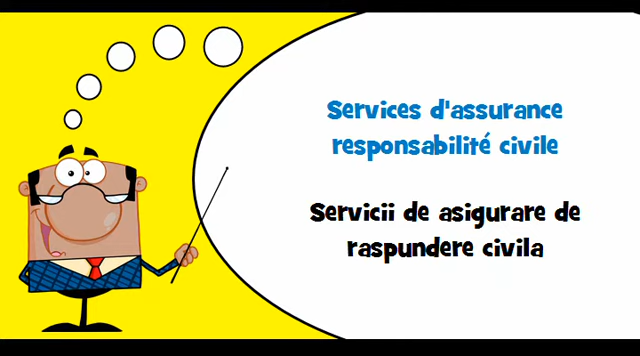 Services d'assurance
responsabilité civile
Servicii de asigurare de
raspundere civila